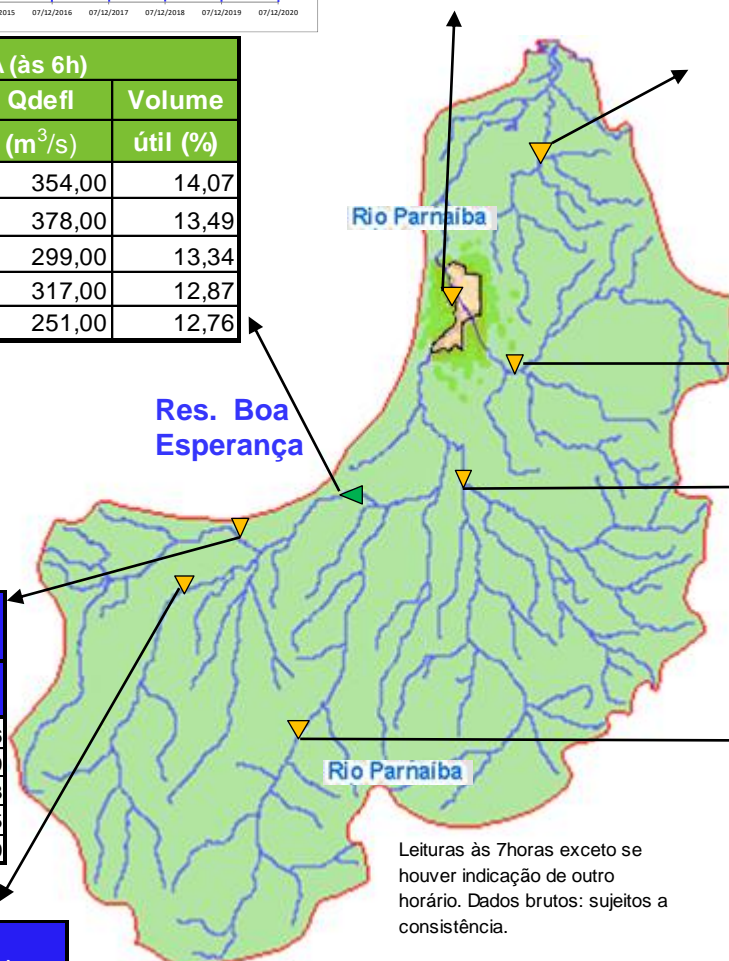 2015 07/12/2016 07/12/2017 07/12/2018 07/12/2019 07/12/2020
(às 6h)
Qdefl Volume
(m³/s) útil (%)
354,00 14,07
378,00 13,49
299,00 13,34
317,00 12,87
251,00 12,76
Rio Parnaíba
Res. Boa
Esperança
Rio Parnaíba
Leituras às 7horas exceto se
houver indicação de outro
horário. Dados brutos: sujeitos a
consistência.